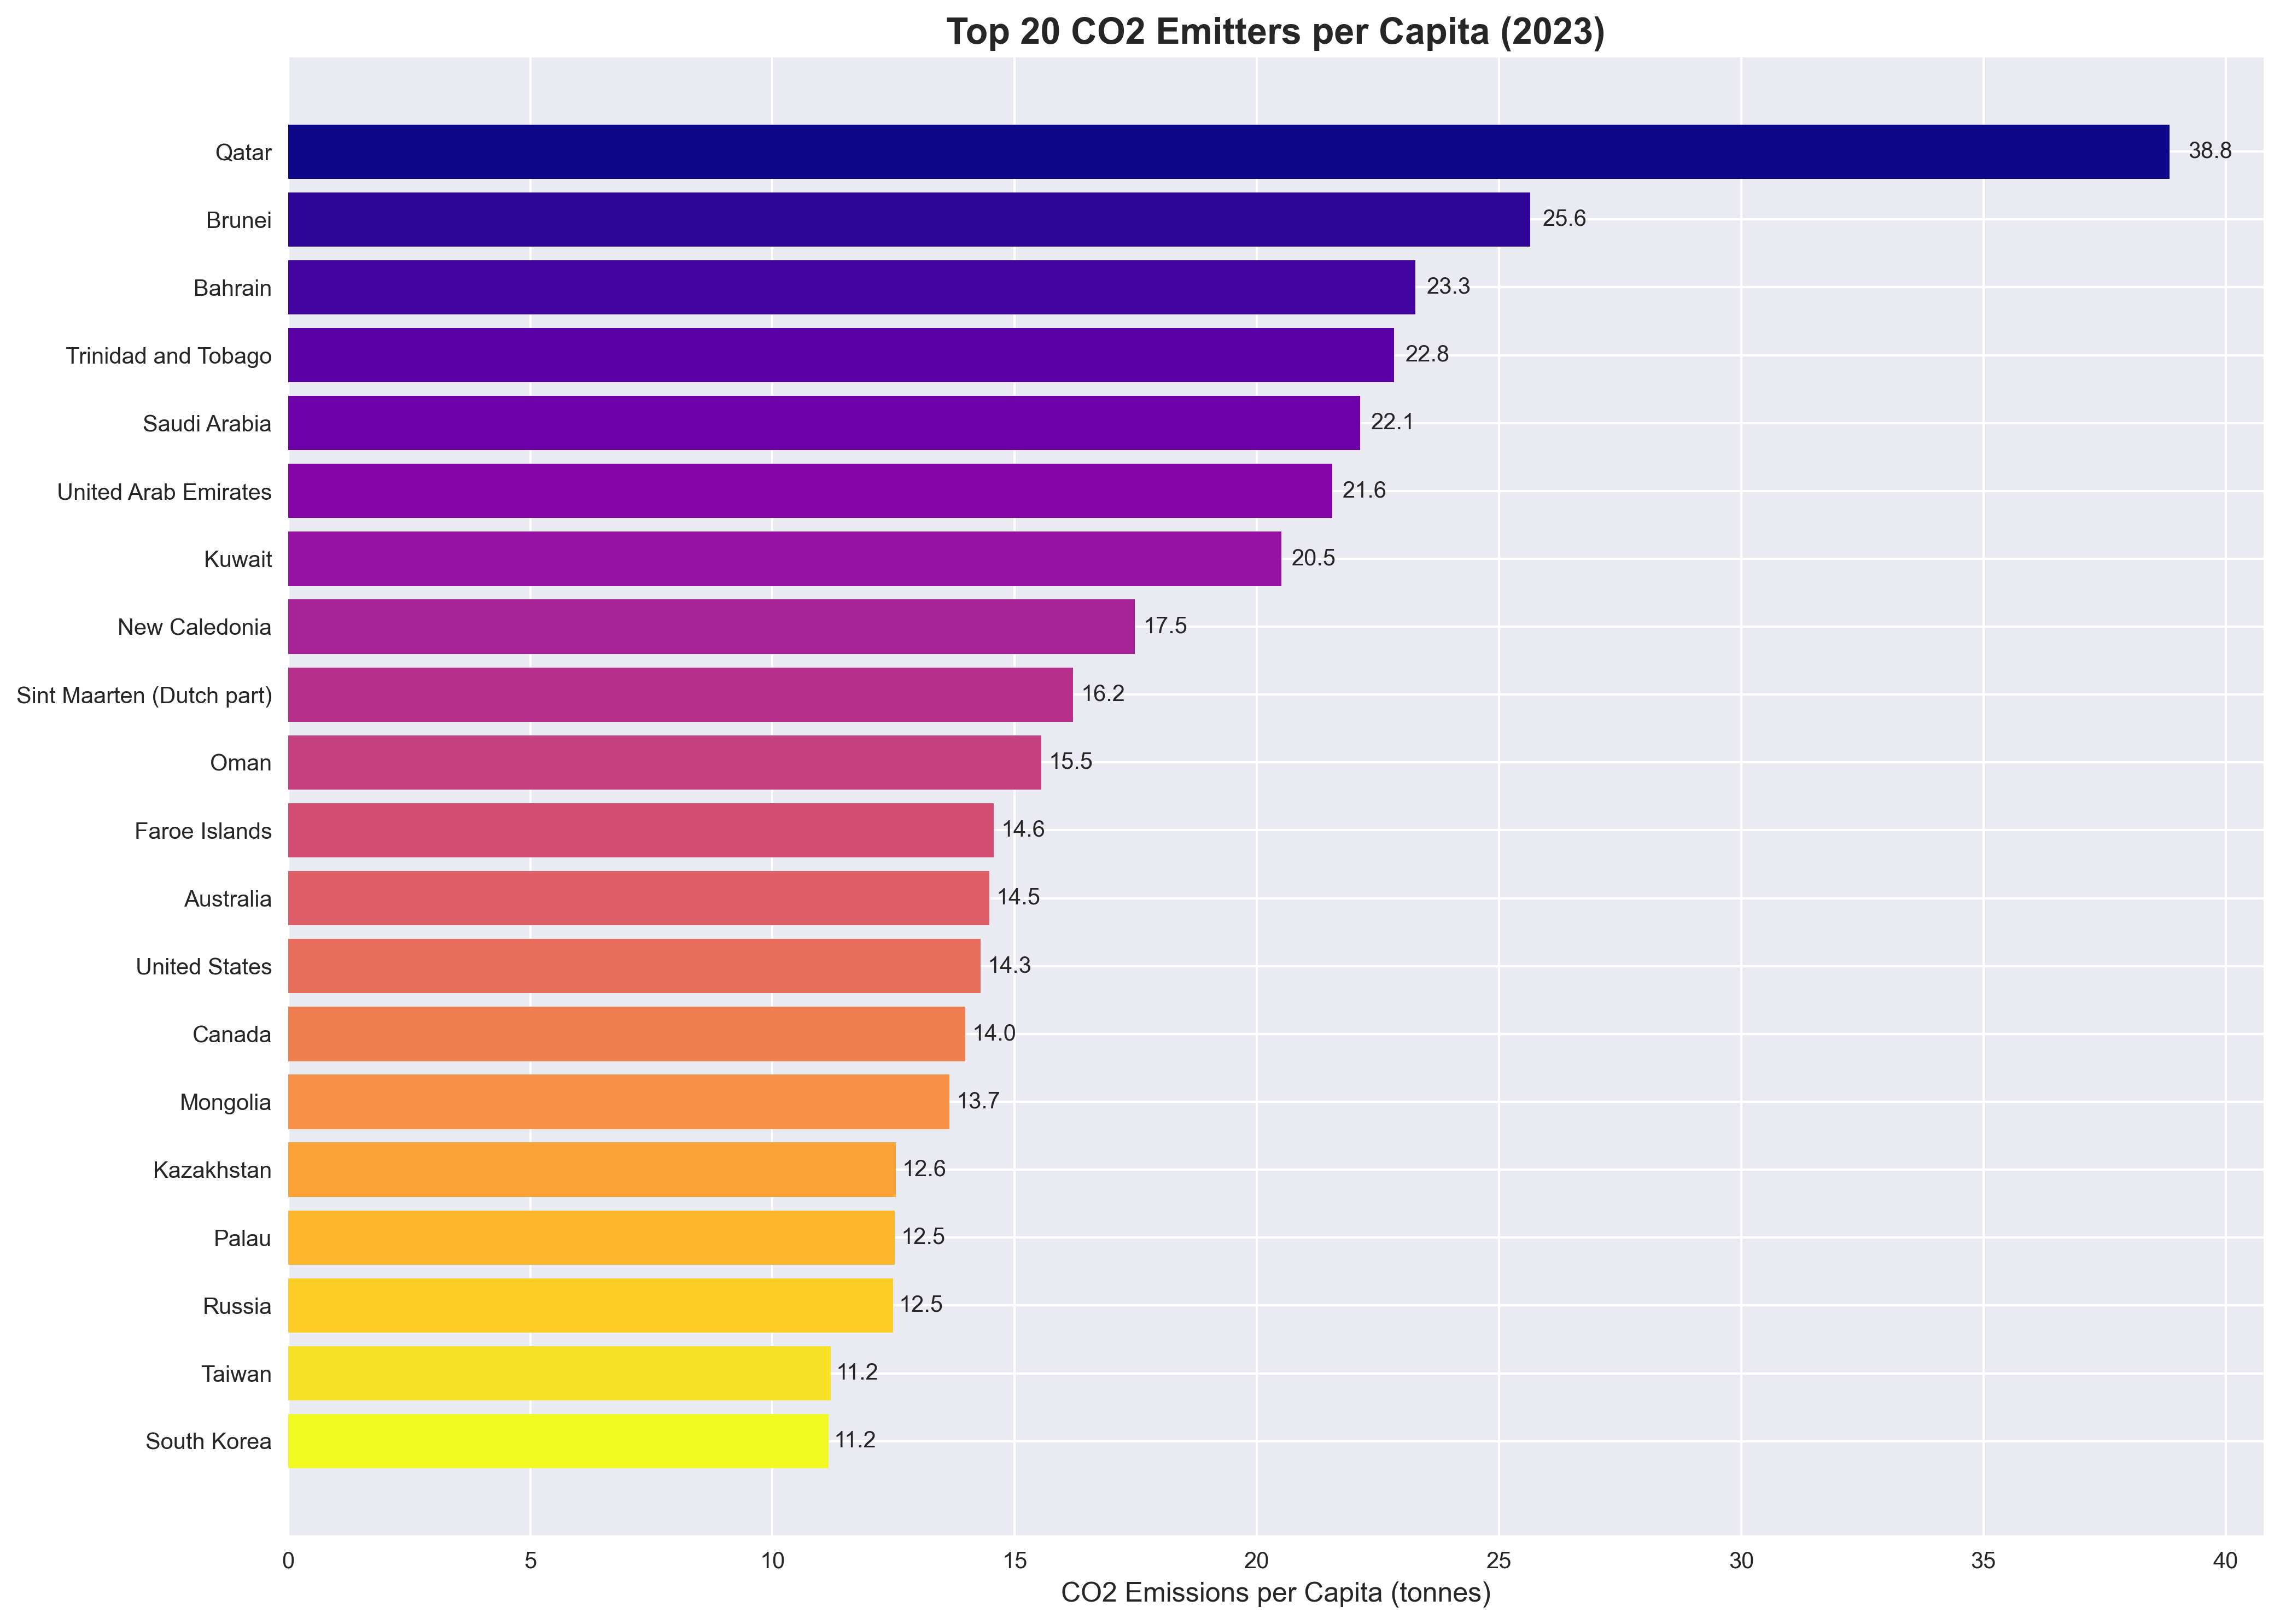 Top 20 CO2 Emitters per Capita (2023)
Qatar 38.8
Brunei 25.6
Bahrain 23.3
Trinidad and Tobago 22.8
Saudi Arabia 22.1
United Arab Emirates 21.6
Kuwait 20.5
New Caledonia 17.5
Sint Maarten (Dutch part) 16.2
Oman 15.5
Faroe Islands 14.6
Australia 14.5
United States 14.3
Canada 14.0
Mongolia 13.7
Kazakhstan 12.6
Palau 12.5
Russia 12.5
Taiwan 11.2
South Korea 11.2
0 5 10 15 20 25 30 35 40
CO2 Emissions per Capita (tonnes)